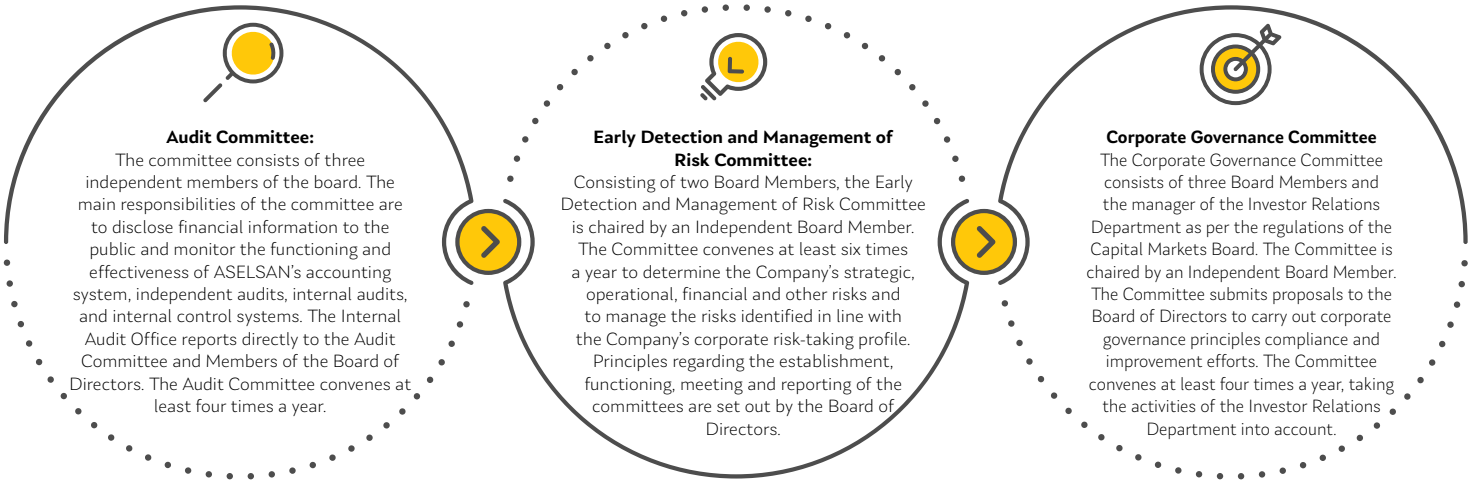 Audit Committee:
The committee consists of three
independent members of the board. The
main responsibilities of the committee are
to disclose financial information to the
public and monitor the functioning and
effectiveness of ASELSAN’s accounting
system, independent audits, internal audits,
and internal control systems. The Internal
Audit Office reports directly to the Audit
Committee and Members of the Board of
Directors. The Audit Committee convenes at
least four times a year.
Early Detection and Management of
Risk Committee:
Consisting of two Board Members, the Early
Detection and Management of Risk Committee
is chaired by an Independent Board Member.
The Committee convenes at least six times
a year to determine the Company’s strategic,
operational, financial and other risks and
to manage the risks identified in line with
the Company’s corporate risk-taking profile.
Principles regarding the establishment,
functioning, meeting and reporting of the
committees are set out by the Board of
Directors.
Corporate Governance Committee
The Corporate Governance Committee
consists of three Board Members and
the manager of the Investor Relations
Department as per the regulations of the
Capital Markets Board. The Committee is
chaired by an Independent Board Member.
The Committee submits proposals to the
Board of Directors to carry out corporate
governance principles compliance and
improvement efforts. The Committee
convenes at least four times a year, taking
the activities of the Investor Relations
Department into account.